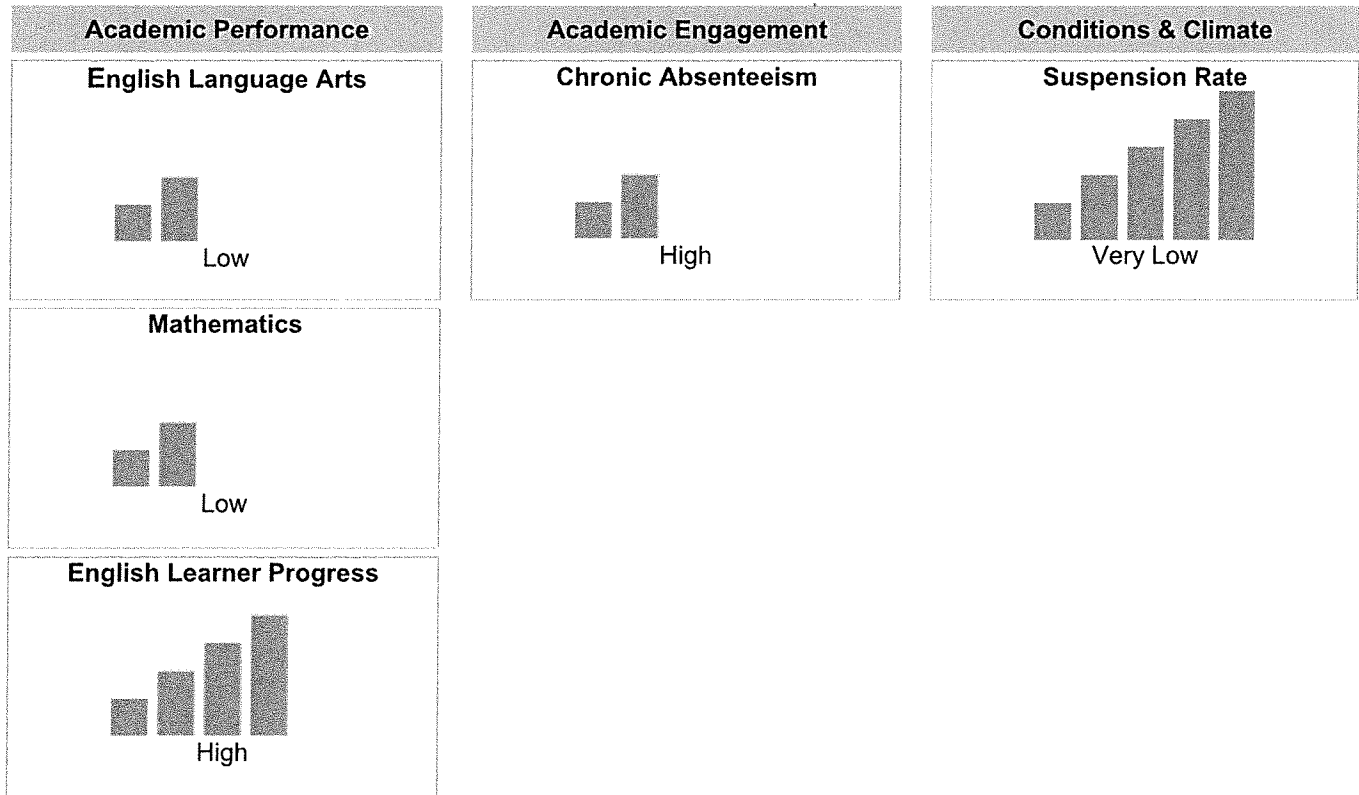 Academic Performance
Academic Engagement
Conditions & Climate
English Language Arts
Low
Chronic Absenteeism
High
Suspension Rate
Very Low
Mathematics
Low
English Learner Progress
High